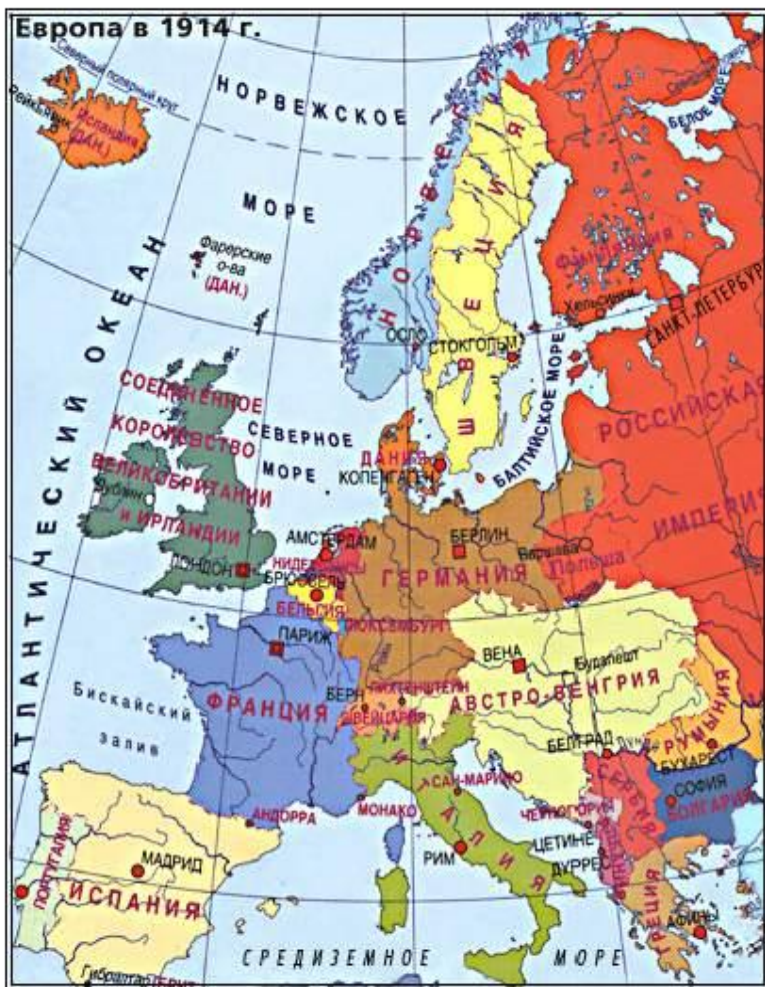 Европа в 1914 г.
Северный полярный круг
НОРВЕЖСКОЕ
МОРЕ
Рейкьявик
Исландия
(ДАН.)
БЕЛОЕ МОРЕ
НОРВЕГИЯ
ШВЕЦИЯ
Фарерские
о-ва
(ДАН.)
Финляндия
Хельсинки
САНКТ-ПЕТЕРБУРГ
ОСЛО
СТОКГОЛЬМ
АТЛАНТИЧЕСКИЙ ОКЕАН
СОЕДИНЕННОЕ
КОРОЛЕВСТВО
ВЕЛИКОБРИТАНИИ
и ИРЛАНДИИ
Дублин
ЛОНДОН
СЕВЕРНОЕ
МОРЕ
БАЛТИЙСКОЕ МОРЕ
РОССИЙСКАЯ
ИМПЕРИЯ
ДАНИЯ
КОПЕНГАГЕН
АМСТЕРДАМ
БРЮССЕЛЬ
БЕЛЬГИЯ
БЕРЛИН
ГЕРМАНИЯ
Варшава
Польша
ЛЮКСЕМБУРГ
ПАРИЖ
ФРАНЦИЯ
ВЕНА
Будапешт
АВСТРО-ВЕНГРИЯ
БЕРН
ЛИХТЕНШТЕЙН
ШВЕЙЦАРИЯ
Бискайский
залив
БЕЛГРАД
РУМЫНИЯ
БУХАРЕСТ
СОФИЯ
БОЛГАРИЯ
СЕРБИЯ
ЧЕРНОГОРИЯ
ЦЕТИНЕ
ДУРРЕС
АНДОРРА
МОНАКО
САН-МАРИНО
ИТАЛИЯ
РИМ
ПОРТУГАЛИЯ
МАДРИД
ИСПАНИЯ
ГРЕЦИЯ
АФИНЫ
СРЕДИЗЕМНОЕ МОРЕ
Гибралтар